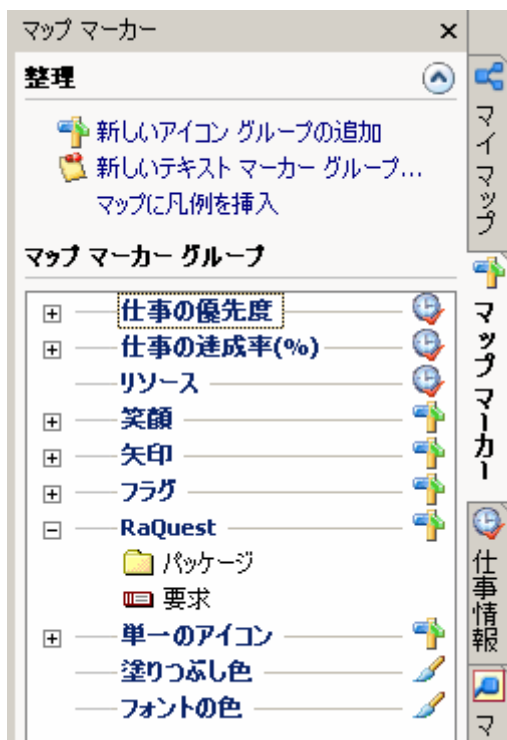 マップ マーカー
整理
新しいアイコン グループの追加
新しいテキスト マーカー グループ...
マップに凡例を挿入
マップ マーカー グループ
仕事の優先度
仕事の達成率(%)
リソース
笑顔
矢印
フラグ
RaQuest
パッケージ
要求
単一のアイコン
塗りつぶし色
フォントの色
マイ マップ
マップ マーカー
仕事情報
マ